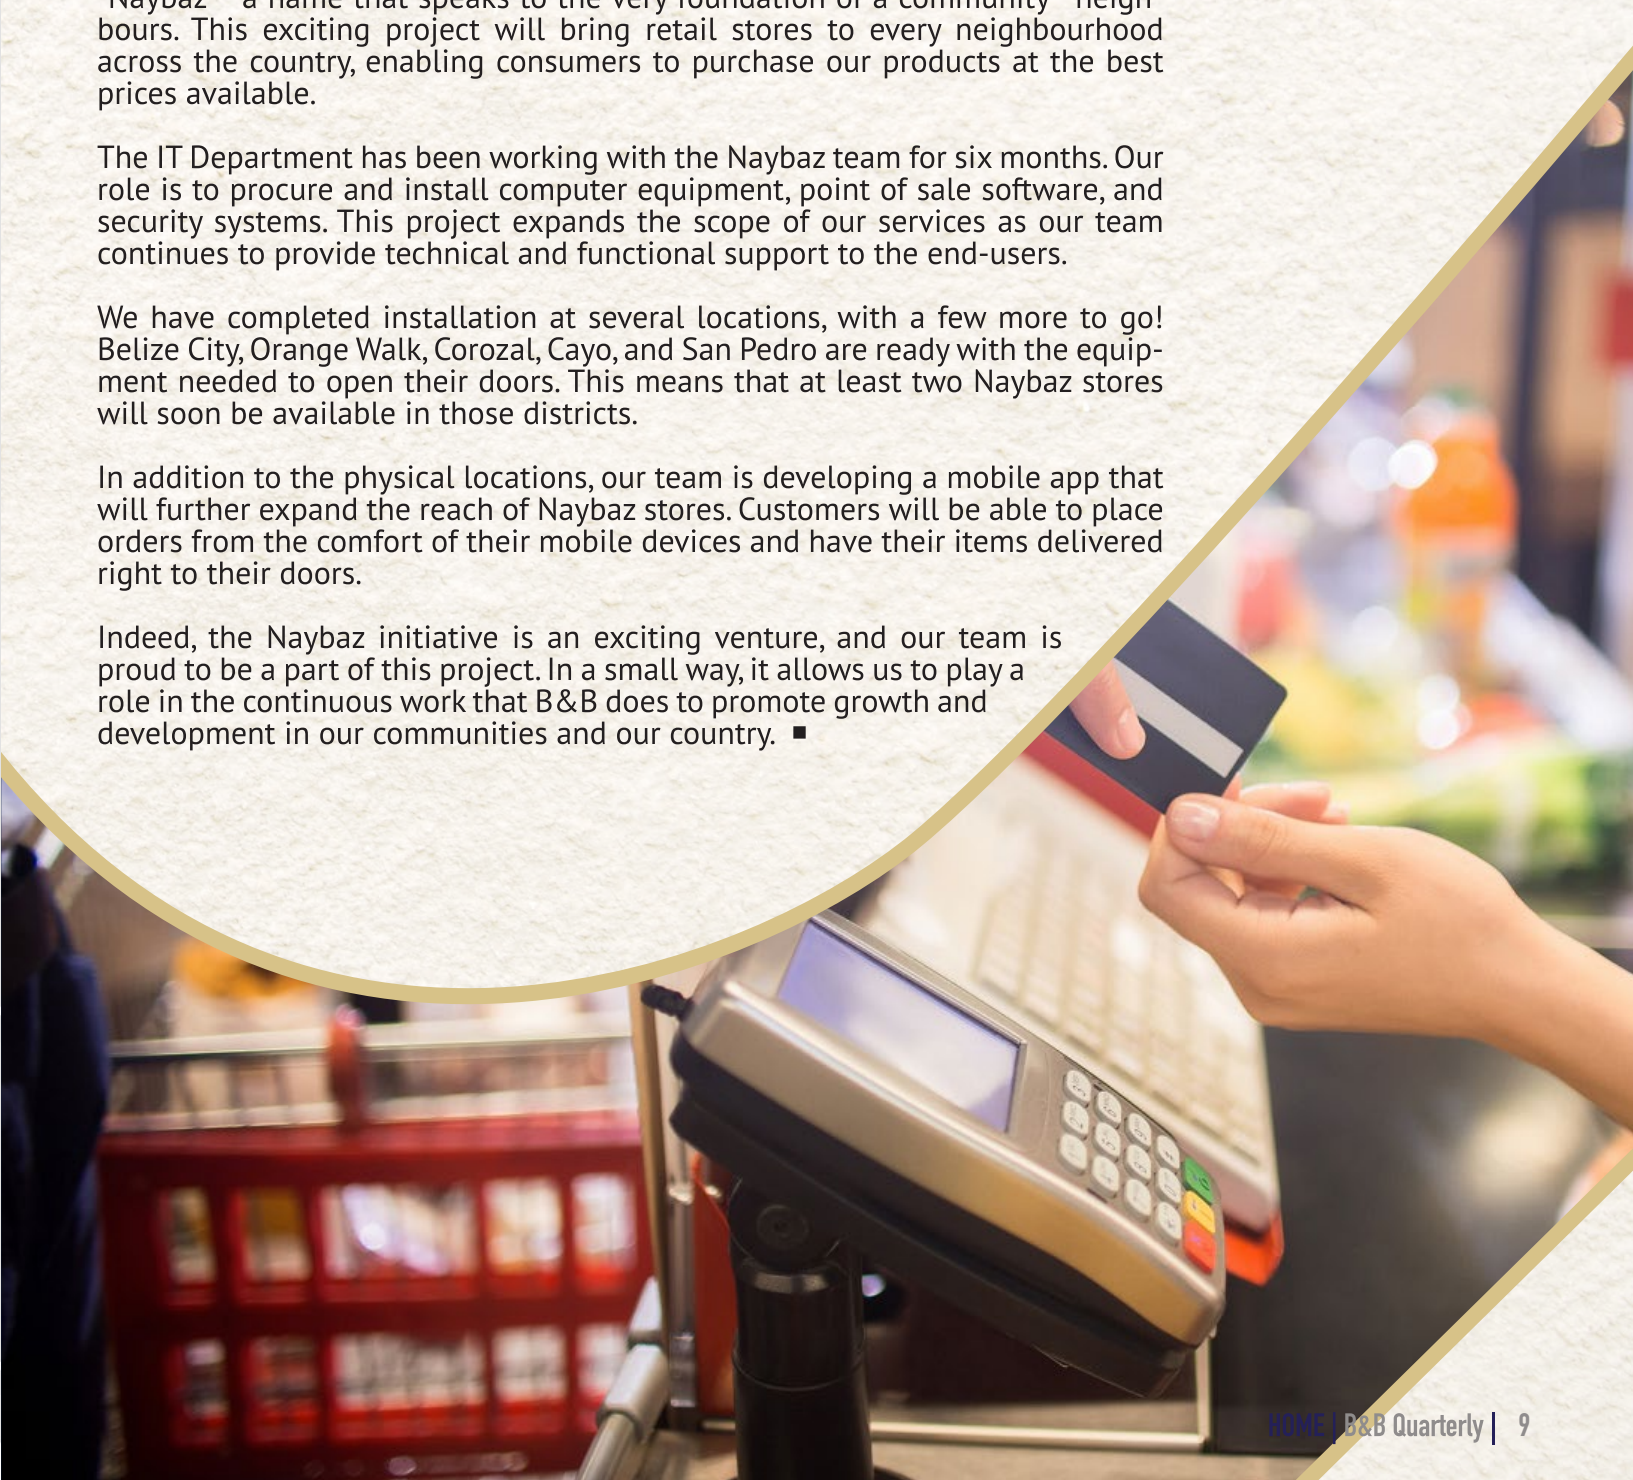 "Naybaz" a name that speaks to the very foundation of a community neigh-
bours. This exciting project will bring retail stores to every neighbourhood
across the country, enabling consumers to purchase our products at the best
prices available.
The IT Department has been working with the Naybaz team for six months. Our
role is to procure and install computer equipment, point of sale software, and
security systems. This project expands the scope of our services as our team
continues to provide technical and functional support to the end-users.
We have completed installation at several locations, with a few more to go!
Belize City, Orange Walk, Corozal, Cayo, and San Pedro are ready with the equip-
ment needed to open their doors. This means that at least two Naybaz stores
will soon be available in those districts.
In addition to the physical locations, our team is developing a mobile app that
will further expand the reach of Naybaz stores. Customers will be able to place
orders from the comfort of their mobile devices and have their items delivered
right to their doors.
Indeed, the Naybaz initiative is an exciting venture, and our team is
proud to be a part of this project. In a small way, it allows us to play a
role in the continuous work that B&B does to promote growth and
development in our communities and our country. ■
HOME | B&B Quarterly | 9